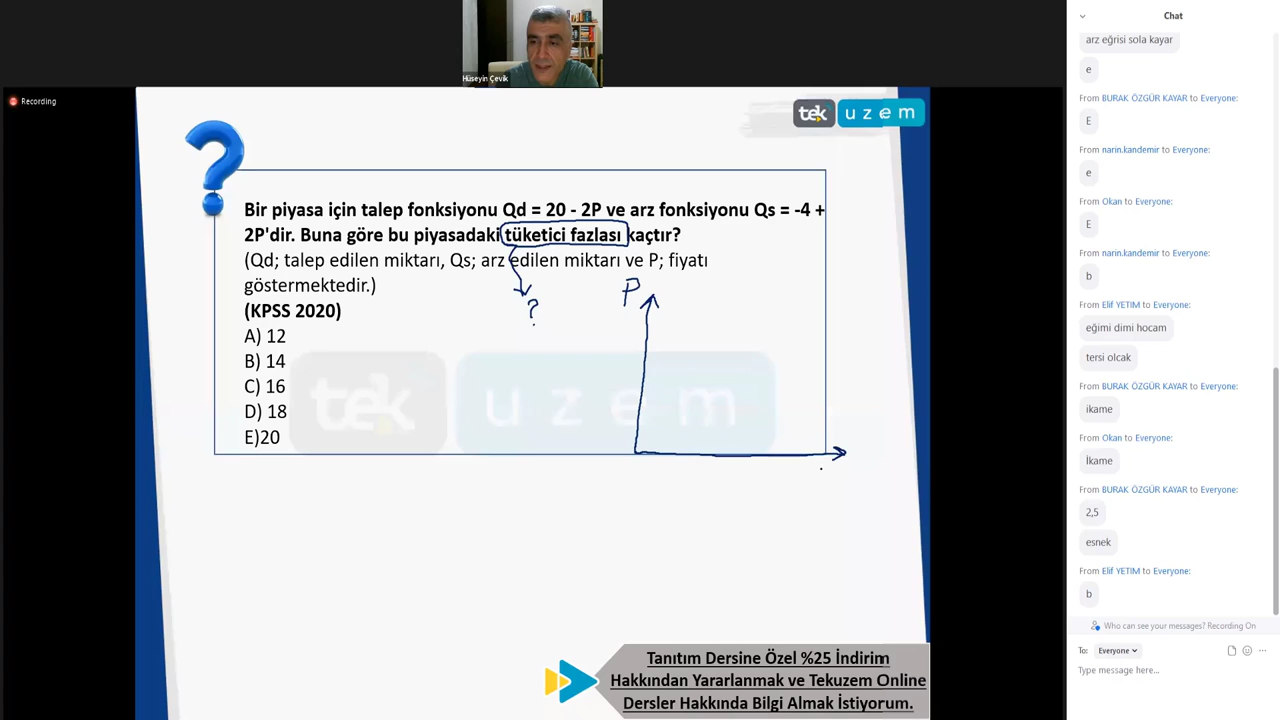 Hüseyin Çevik
Recording
tek uzem
Bir piyasa için talep fonksiyonu Qd = 20 - 2P ve arz fonksiyonu Qs = -4 +
2P'dir. Buna göre bu piyasadaki tüketici fazlası kaçtır?
(Qd; talep edilen miktarı, Qs; arz edilen miktarı ve P; fiyatı
göstermektedir.)
(KPSS 2020)
A) 12
B) 14
C) 16
D) 18
E)20
?
P
tek uzem
Tanıtım Dersine Özel %25 İndirim
Hakkından Yararlanmak ve Tekuzem Online
Dersler Hakkında Bilgi Almak İstiyorum.
Chat
arz eğrisi sola kayar
e
From BURAK ÖZGÜR KAYAR to Everyone:
E
From narin.kandemir to Everyone:
e
From Okan to Everyone:
E
From narin.kandemir to Everyone:
b
From Elif YETIM to Everyone:
eğimi dimi hocam
tersi olcak
From BURAK ÖZGÜR KAYAR to Everyone:
ikame
From Okan to Everyone:
İkame
From BURAK ÖZGÜR KAYAR to Everyone:
2,5
esnek
From Elif YETIM to Everyone:
b
Who can see your messages? Recording On
To: Everyone
Type message here...